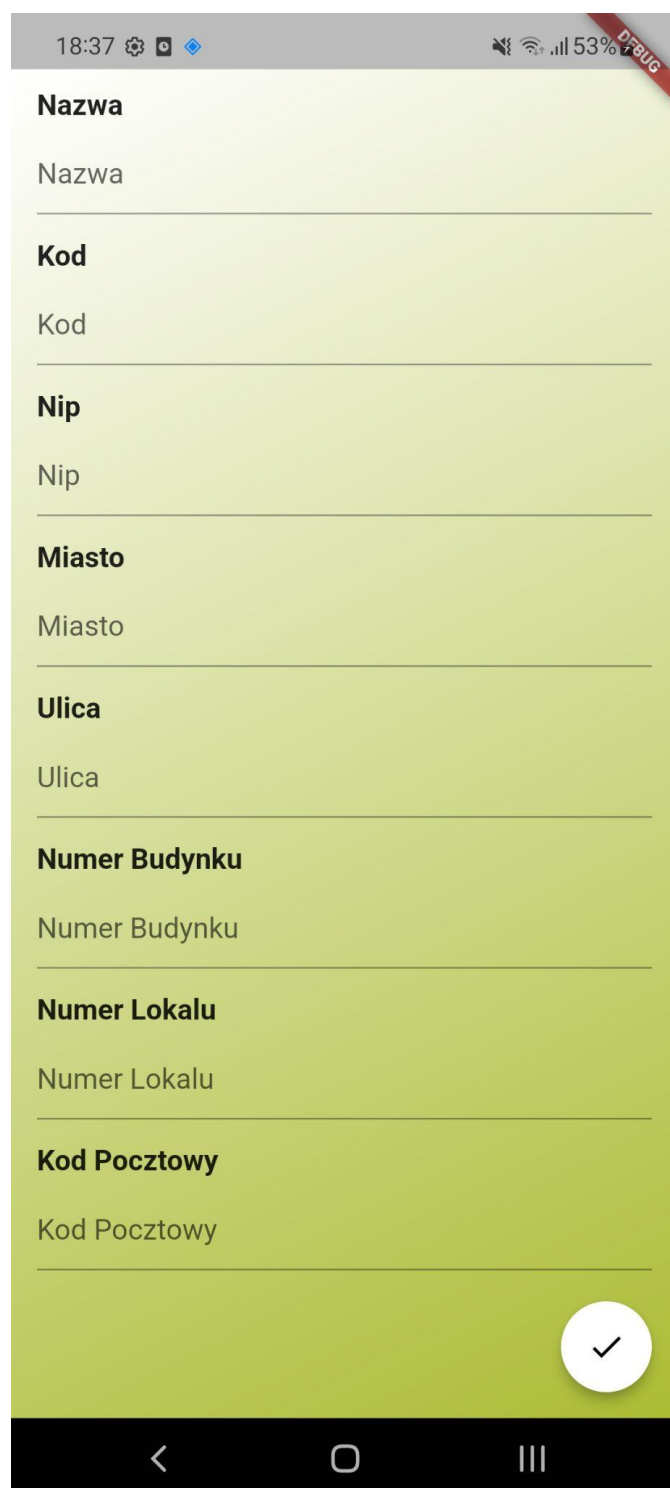 18:37 53%
DEBUG
Nazwa
Nazwa
Kod
Kod
Nip
Nip
Miasto
Miasto
Ulica
Ulica
Numer Budynku
Numer Budynku
Numer Lokalu
Numer Lokalu
Kod Pocztowy
Kod Pocztowy